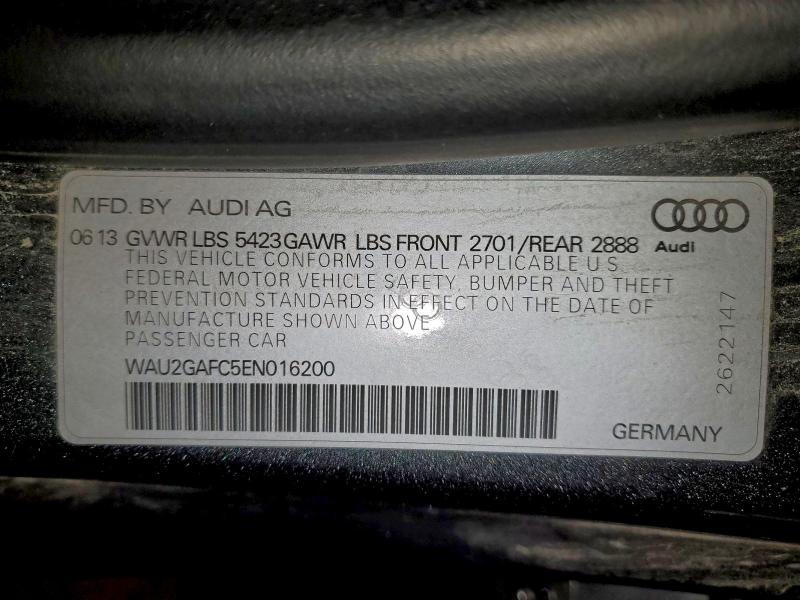 MFD. BY AUDI AG
06 13 GVWR LBS 5423 GAWR LBS FRONT 2701/REAR 2888
Audi
THIS VEHICLE CONFORMS TO ALL APPLICABLE U S
FEDERAL MOTOR VEHICLE SAFETY, BUMPER AND THEFT
PREVENTION STANDARDS IN EFFECT ON THE DATE OF
MANUFACTURE SHOWN ABOVE
PASSENGER CAR
WAU2GAFC5EN016200
GERMANY
2622147